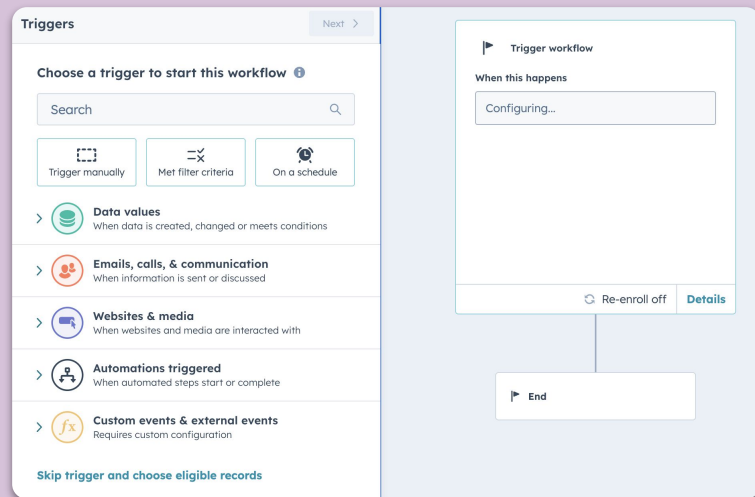 Triggers
Next
Choose a trigger to start this workflow
Search
Trigger manually
Met filter criteria
On a schedule
Data values
When data is created, changed or meets conditions
Emails, calls, & communication
When information is sent or discussed
Websites & media
When websites and media are interacted with
Automations triggered
When automated steps start or complete
fx
Custom events & external events
Requires custom configuration
Skip trigger and choose eligible records
Trigger workflow
When this happens
Configuring...
Re-enroll off
Details
End